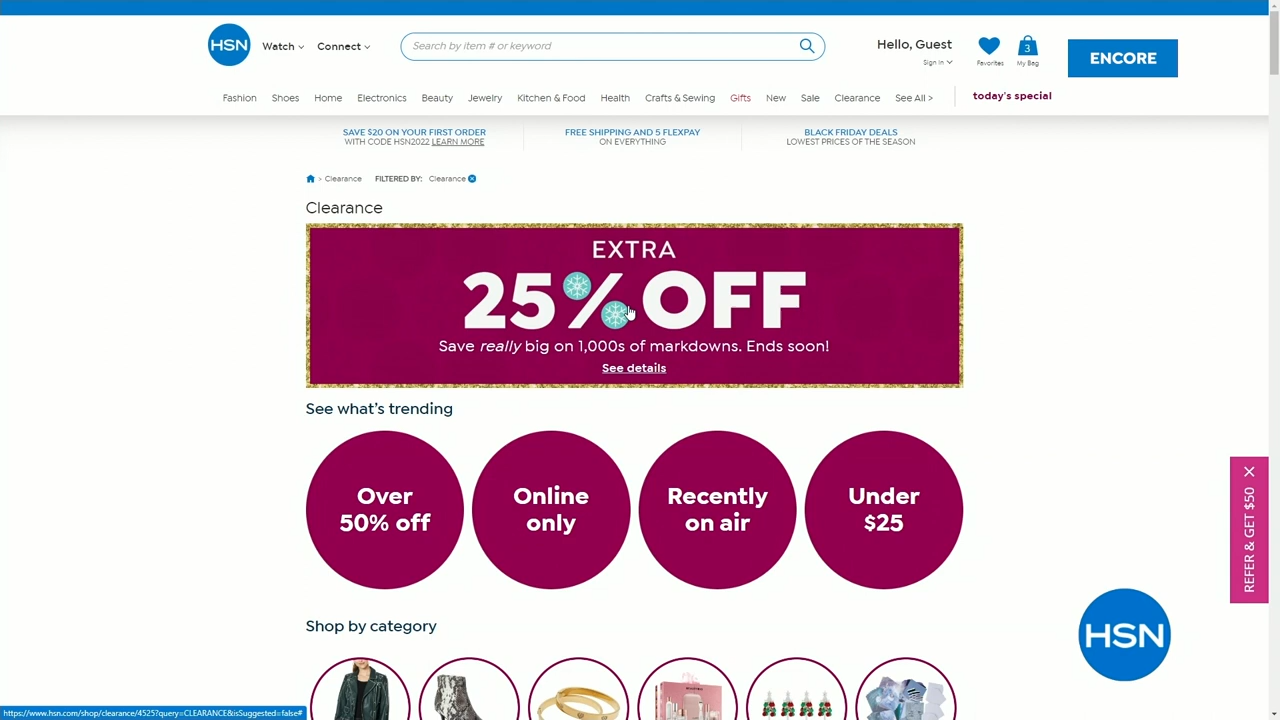 HSN
Watch
Connect
Search by item # or keyword
Hello, Guest
Sign In
Favorites
3
My Bag
ENCORE
Fashion
Shoes
Home
Electronics
Beauty
Jewelry
Kitchen & Food
Health
Crafts & Sewing
Gifts
New
Sale
Clearance
See All >
today's special
SAVE $20 ON YOUR FIRST ORDER
WITH CODE HSN2022 LEARN MORE
FREE SHIPPING AND 5 FLEXPAY
ON EVERYTHING
BLACK FRIDAY DEALS
LOWEST PRICES OF THE SEASON
> Clearance
FILTERED BY: Clearance
Clearance
EXTRA
25% OFF
Save really big on 1,000s of markdowns. Ends soon!
See details
See what's trending
Over
50% off
Online
only
Recently
on air
Under
$25
REFER & GET $50
Shop by category
HSN
https://www.hsn.com/shop/clearance/4525?query=CLEARANCE&isSuggested=false#